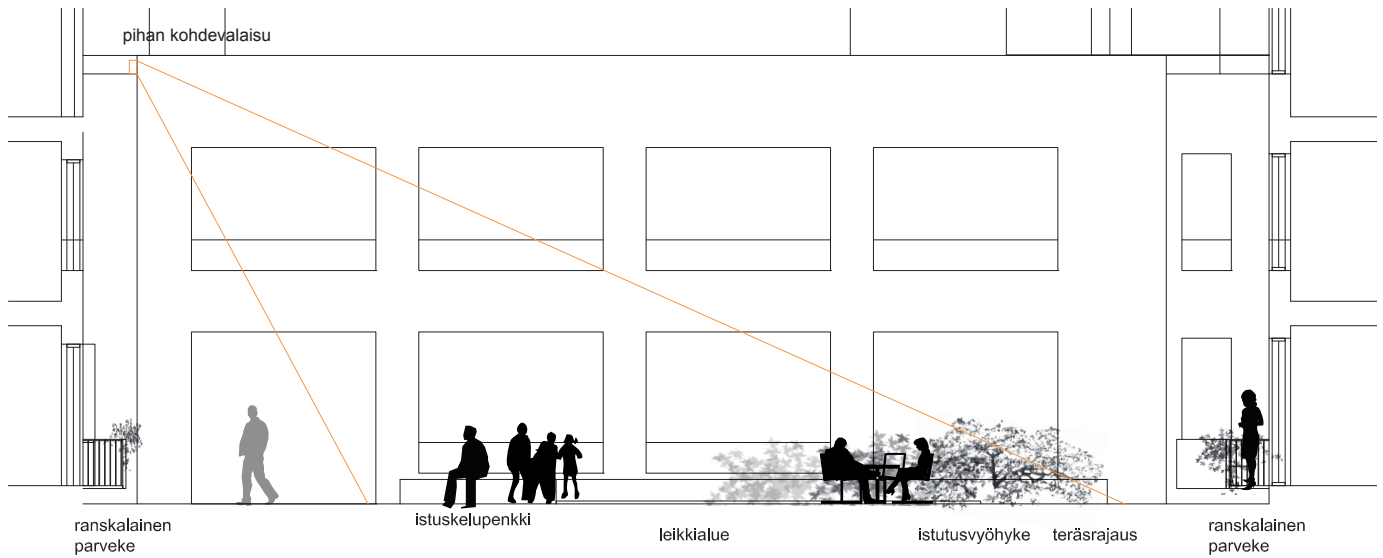 pihan kohdevalaisu
ranskalainen
parveke
istuskelupenkki
leikkialue
istutusvyöhyke
teräsrajaus
ranskalainen
parveke